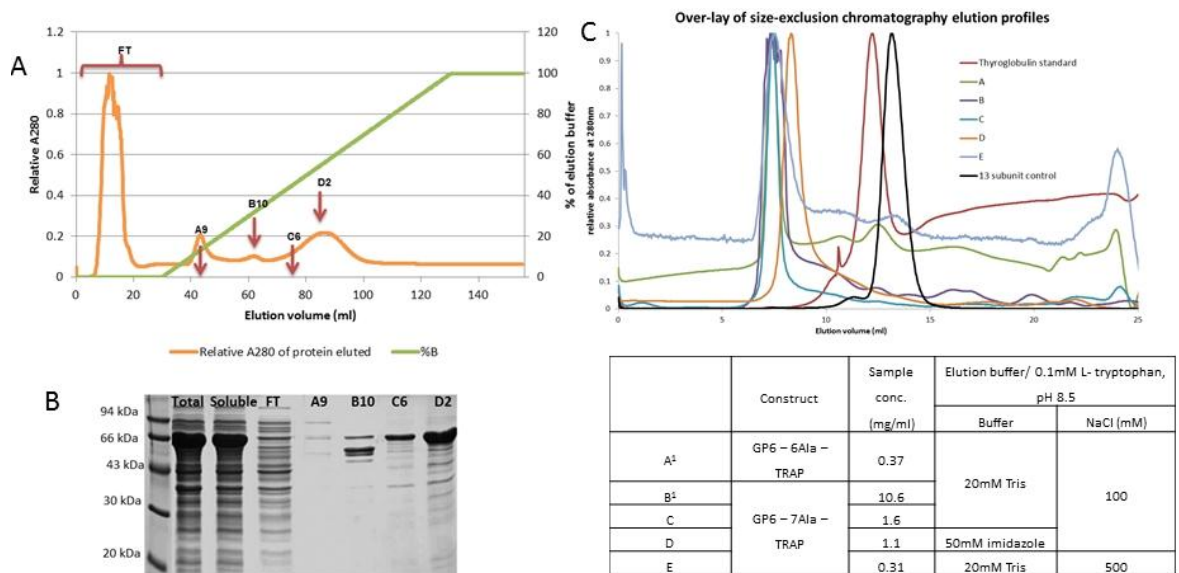 A
1.2
1
0.8
0.6
0.4
0.2
0
Relative A280
FT
A9
B10
C6
D2
120
100
80
60
40
20
0
% of elution buffer
0 20 40 60 80 100 120 140
Elution volume (ml)
Relative A280 of protein eluted %B
B
Total Soluble FT A9 B10 C6 D2
94 kDa
66 kDa
43 kDa
30 kDa
20 kDa
Over-lay of size-exclusion chromatography elution profiles
C
1
0.9
0.8
0.7
0.6
0.5
0.4
0.3
0.2
0.1
0
relative absorbance at 280nm
Thyroglobulin standard
A
B
C
D
E
13 subunit control
0 5 10 15 20 25
Elution volume (ml)
Construct
Sample conc. (mg/ml)
Elution buffer/ 0.1mM L- tryptophan, pH 8.5
Buffer NaCl (mM)
A¹ GP6 – 6Ala – TRAP 0.37 20mM Tris 100
B¹ GP6 – 7Ala – TRAP 10.6
C 1.6
D 1.1 50mM imidazole
E 0.31 20mM Tris 500